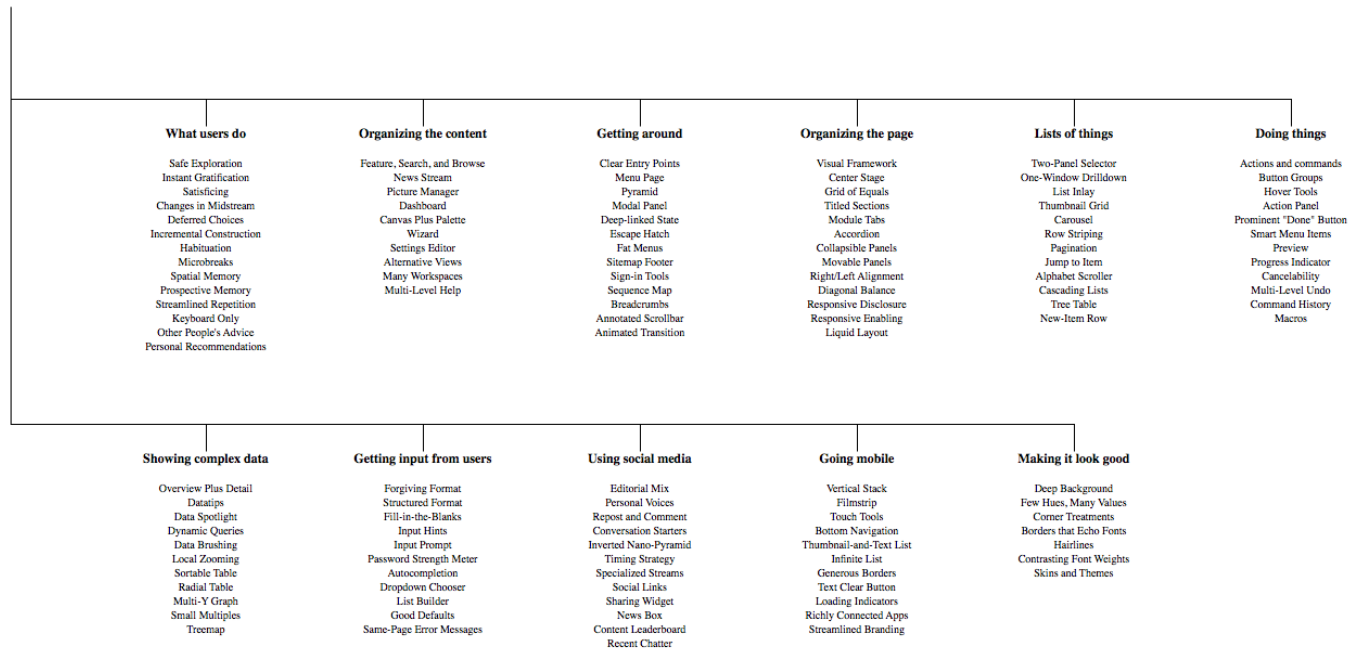 What users do
Safe Exploration
Instant Gratification
Satisficing
Changes in Midstream
Deferred Choices
Incremental Construction
Habituation
Microbreaks
Spatial Memory
Prospective Memory
Streamlined Repetition
Keyboard Only
Other People's Advice
Personal Recommendations
Organizing the content
Feature, Search, and Browse
News Stream
Picture Manager
Dashboard
Canvas Plus Palette
Wizard
Settings Editor
Alternative Views
Many Workspaces
Multi-Level Help
Getting around
Clear Entry Points
Menu Page
Pyramid
Modal Panel
Deep-linked State
Escape Hatch
Fat Menus
Sitemap Footer
Sign-in Tools
Sequence Map
Breadcrumbs
Annotated Scrollbar
Animated Transition
Organizing the page
Visual Framework
Center Stage
Grid of Equals
Titled Sections
Module Tabs
Accordion
Collapsible Panels
Movable Panels
Right/Left Alignment
Diagonal Balance
Responsive Disclosure
Responsive Enabling
Liquid Layout
Lists of things
Two-Panel Selector
One-Window Drilldown
List Inlay
Thumbnail Grid
Carousel
Row Striping
Pagination
Jump to Item
Alphabet Scroller
Cascading Lists
Tree Table
New-Item Row
Doing things
Actions and commands
Button Groups
Hover Tools
Action Panel
Prominent "Done" Button
Smart Menu Items
Preview
Progress Indicator
Cancelability
Multi-Level Undo
Command History
Macros
Showing complex data
Overview Plus Detail
Datatips
Data Spotlight
Dynamic Queries
Data Brushing
Local Zooming
Sortable Table
Radial Table
Multi-Y Graph
Small Multiples
Treemap
Getting input from users
Forgiving Format
Structured Format
Fill-in-the-Blanks
Input Hints
Input Prompt
Password Strength Meter
Autocompletion
Dropdown Chooser
List Builder
Good Defaults
Same-Page Error Messages
Using social media
Editorial Mix
Personal Voices
Repost and Comment
Conversation Starters
Inverted Nano-Pyramid
Timing Strategy
Specialized Streams
Social Links
Sharing Widget
News Box
Content Leaderboard
Recent Chatter
Going mobile
Vertical Stack
Filmstrip
Touch Tools
Bottom Navigation
Thumbnail-and-Text List
Infinite List
Generous Borders
Text Clear Button
Loading Indicators
Richly Connected Apps
Streamlined Branding
Making it look good
Deep Background
Few Hues, Many Values
Corner Treatments
Borders that Echo Fonts
Hairlines
Contrasting Font Weights
Skins and Themes